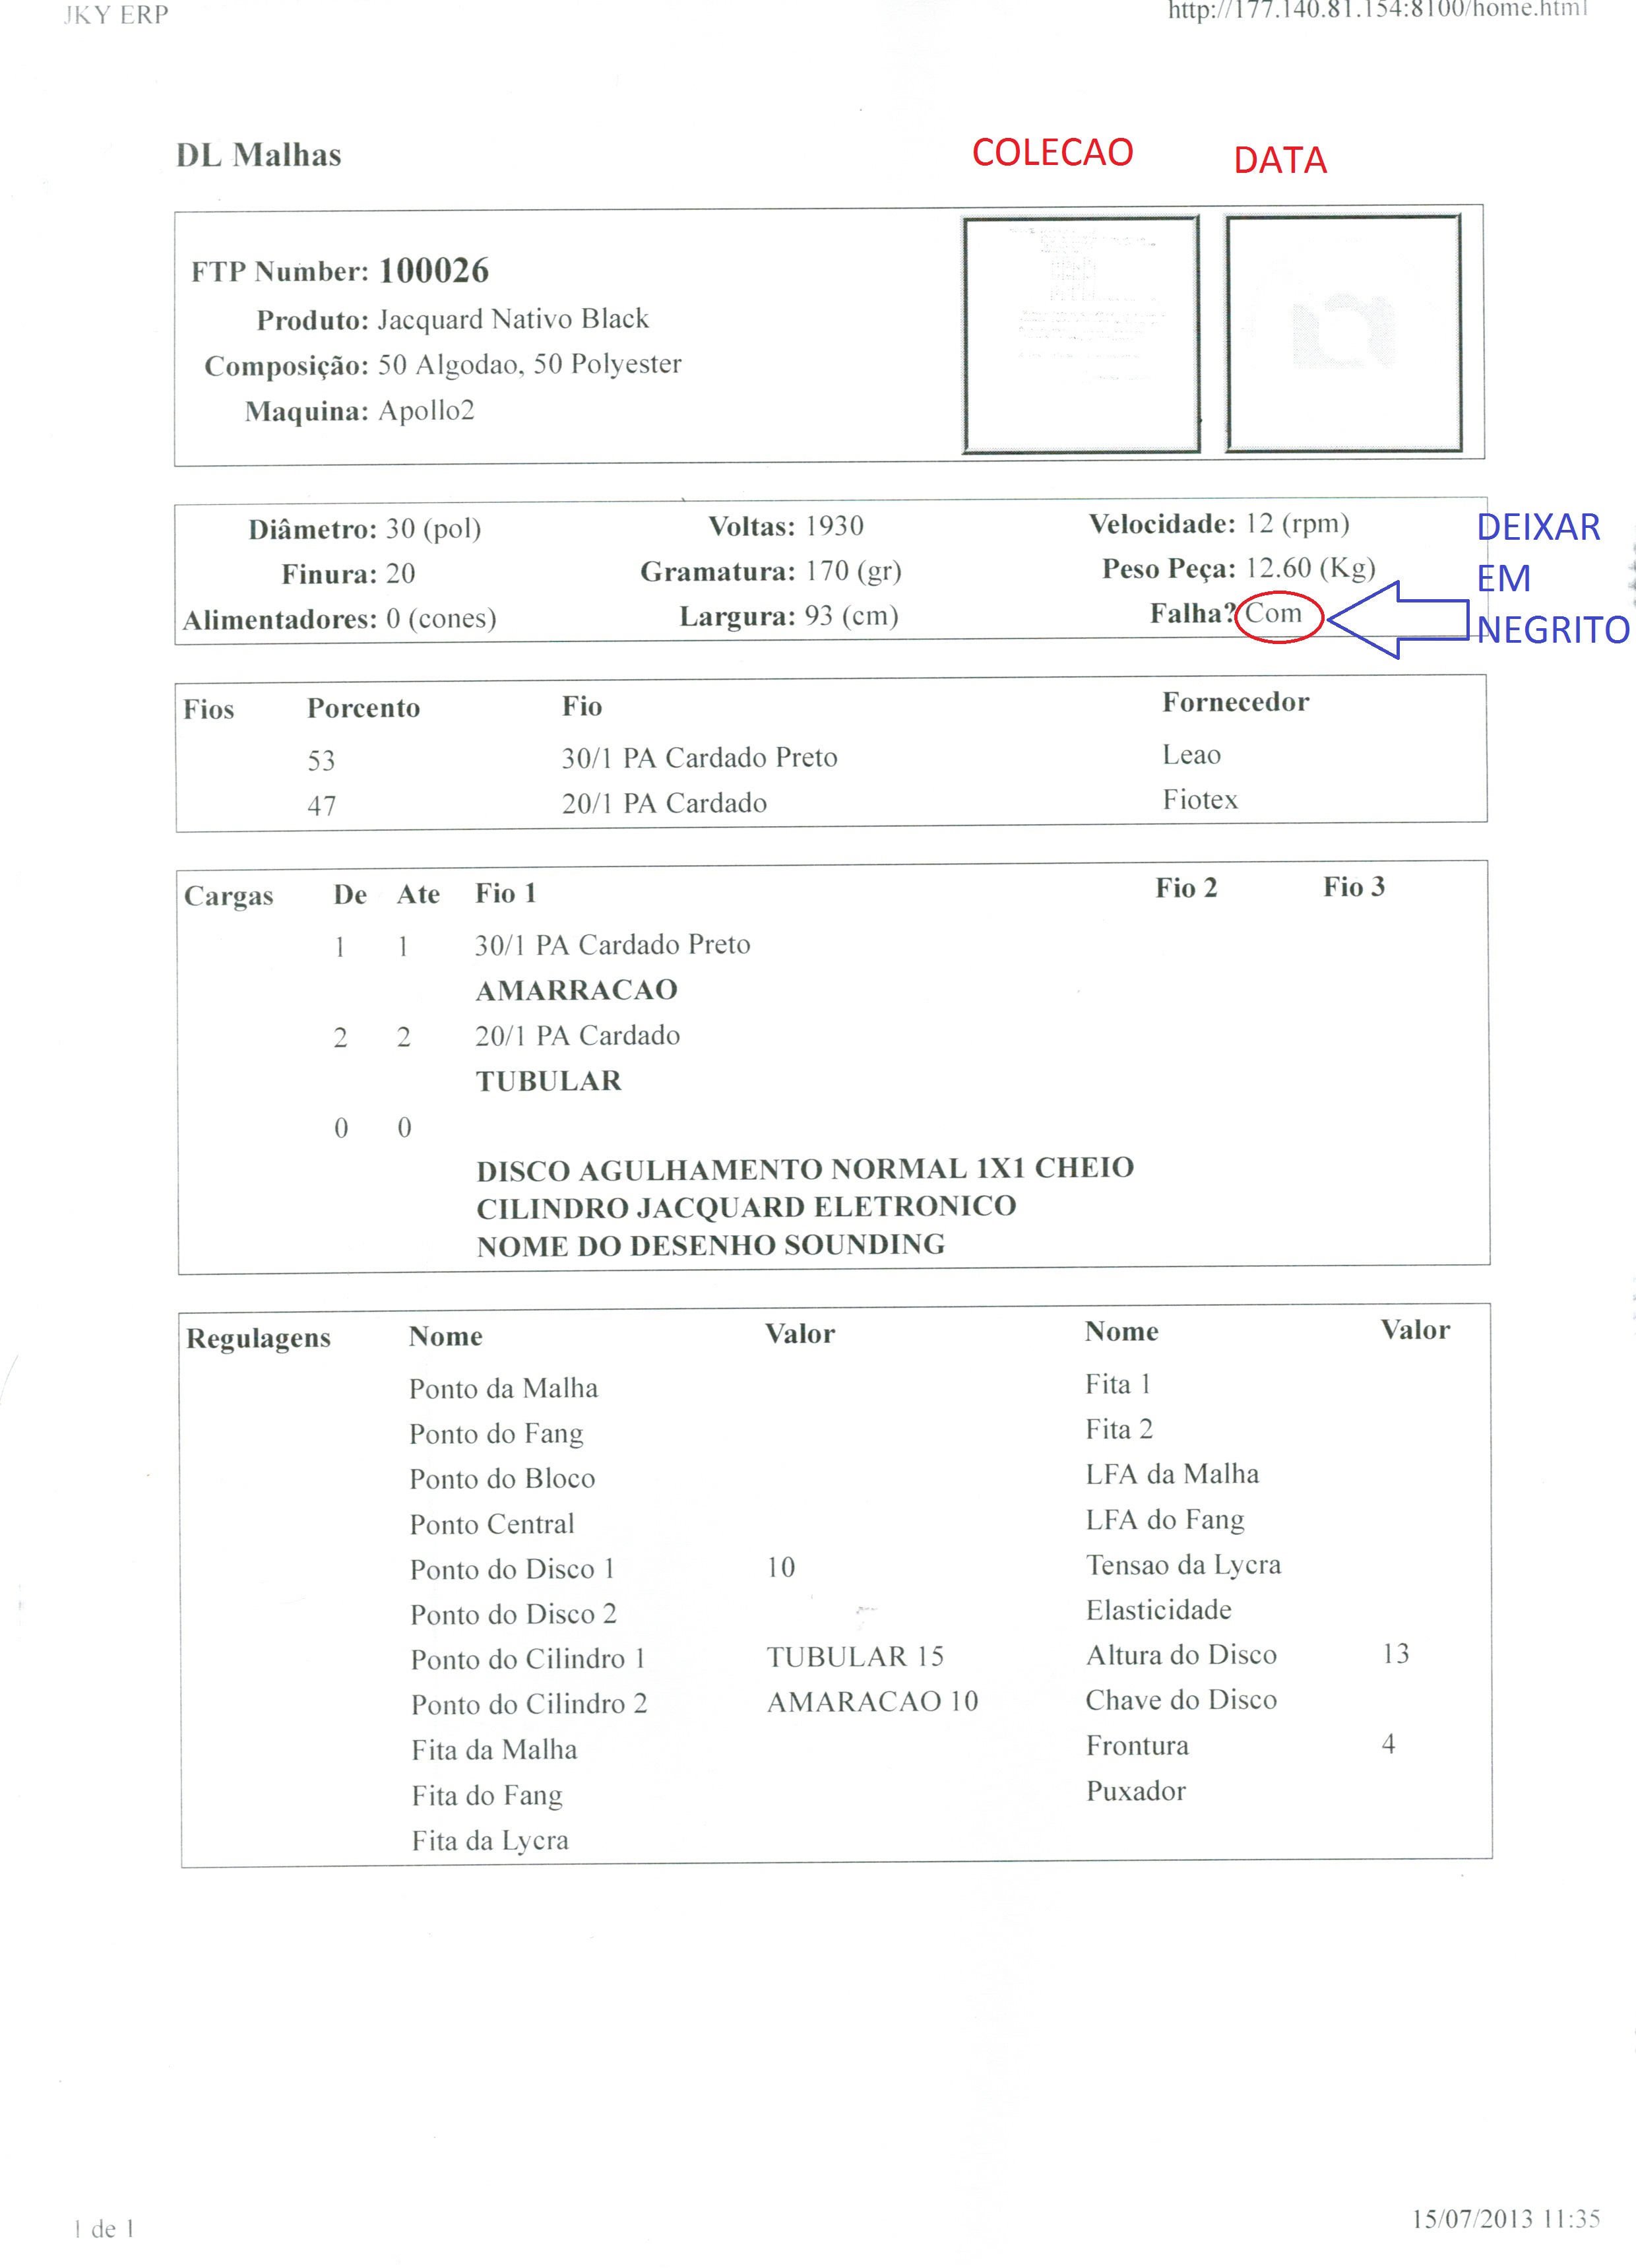 JKY ERP http://177.140.81.154:8100/home.html
DL Malhas COLECAO DATA
FTP Number: 100026
Produto: Jacquard Nativo Black
Composição: 50 Algodao, 50 Polyester
Maquina: Apollo2
Diâmetro: 30 (pol) Voltas: 1930 Velocidade: 12 (rpm) DEIXAR
Finura: 20 Gramatura: 170 (gr) Peso Peça: 12.60 (Kg) EM
Alimentadores: 0 (cones) Largura: 93 (cm) Falha? Com NEGRITO
Fios Porcento Fio Fornecedor
53 30/1 PA Cardado Preto Leao
47 20/1 PA Cardado Fiotex
Cargas De Ate Fio 1 Fio 2 Fio 3
1 1 30/1 PA Cardado Preto
AMARRACAO
2 2 20/1 PA Cardado
TUBULAR
0 0
DISCO AGULHAMENTO NORMAL 1X1 CHEIO
CILINDRO JACQUARD ELETRONICO
NOME DO DESENHO SOUNDING
Regulagens Nome Valor Nome Valor
Ponto da Malha Fita 1
Ponto do Fang Fita 2
Ponto do Bloco LFA da Malha
Ponto Central LFA do Fang
Ponto do Disco 1 10 Tensao da Lycra
Ponto do Disco 2 Elasticidade
Ponto do Cilindro 1 TUBULAR 15 Altura do Disco 13
Ponto do Cilindro 2 AMARACAO 10 Chave do Disco
Fita da Malha Frontura 4
Fita do Fang Puxador
Fita da Lycra
1 de 1 15/07/2013 11:35